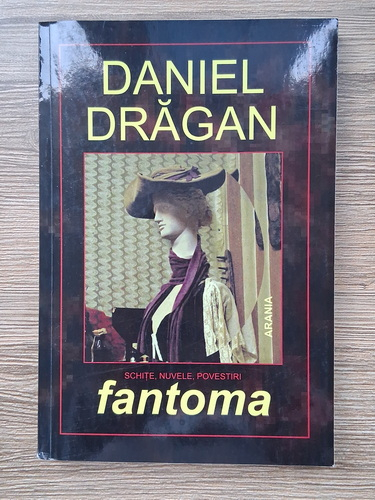 DANIEL
DRĂGAN
ARANIA
SCHIȚE, NUVELE, POVESTIRI
fantoma